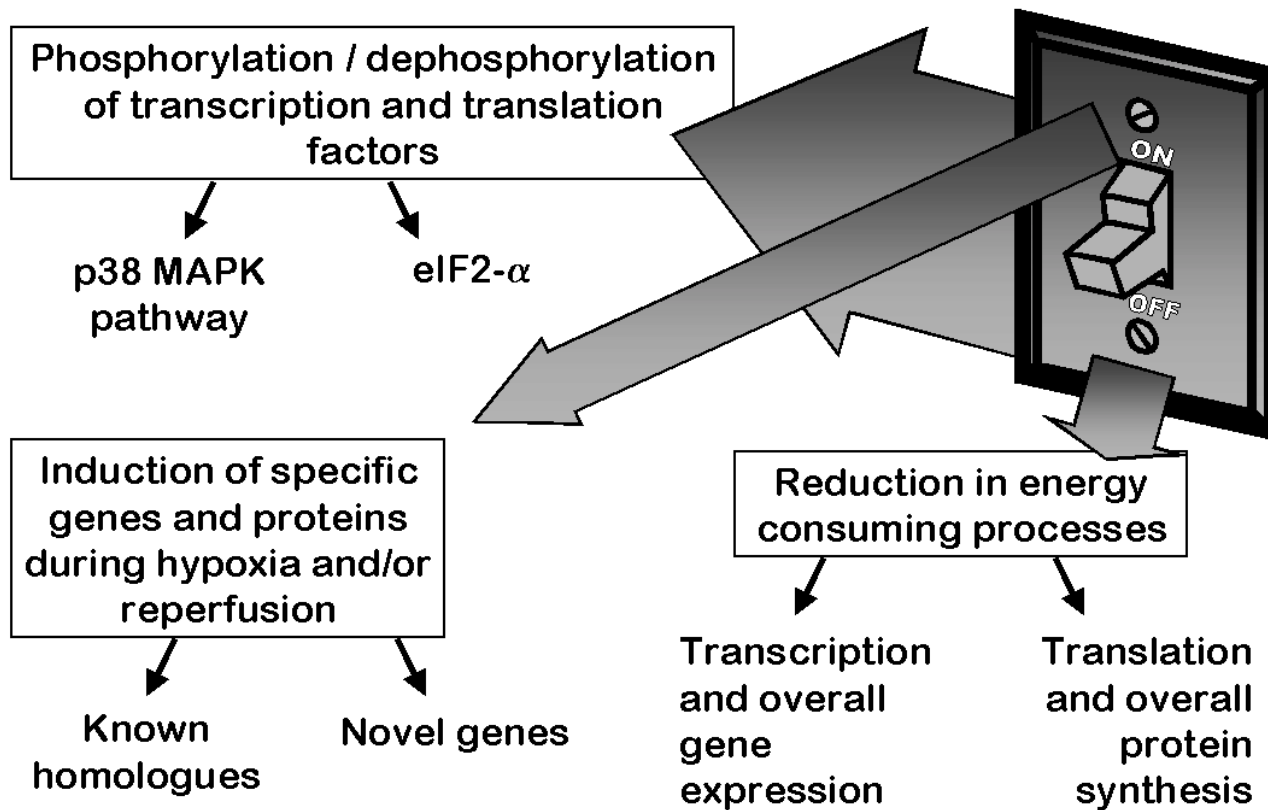 Phosphorylation / dephosphorylation
of transcription and translation
factors
p38 MAPK
pathway
eIF2-α
ON
OFF
Induction of specific
genes and proteins
during hypoxia and/or
reperfusion
Known
homologues
Novel genes
Reduction in energy
consuming processes
Transcription
and overall
gene
expression
Translation
and overall
protein
synthesis